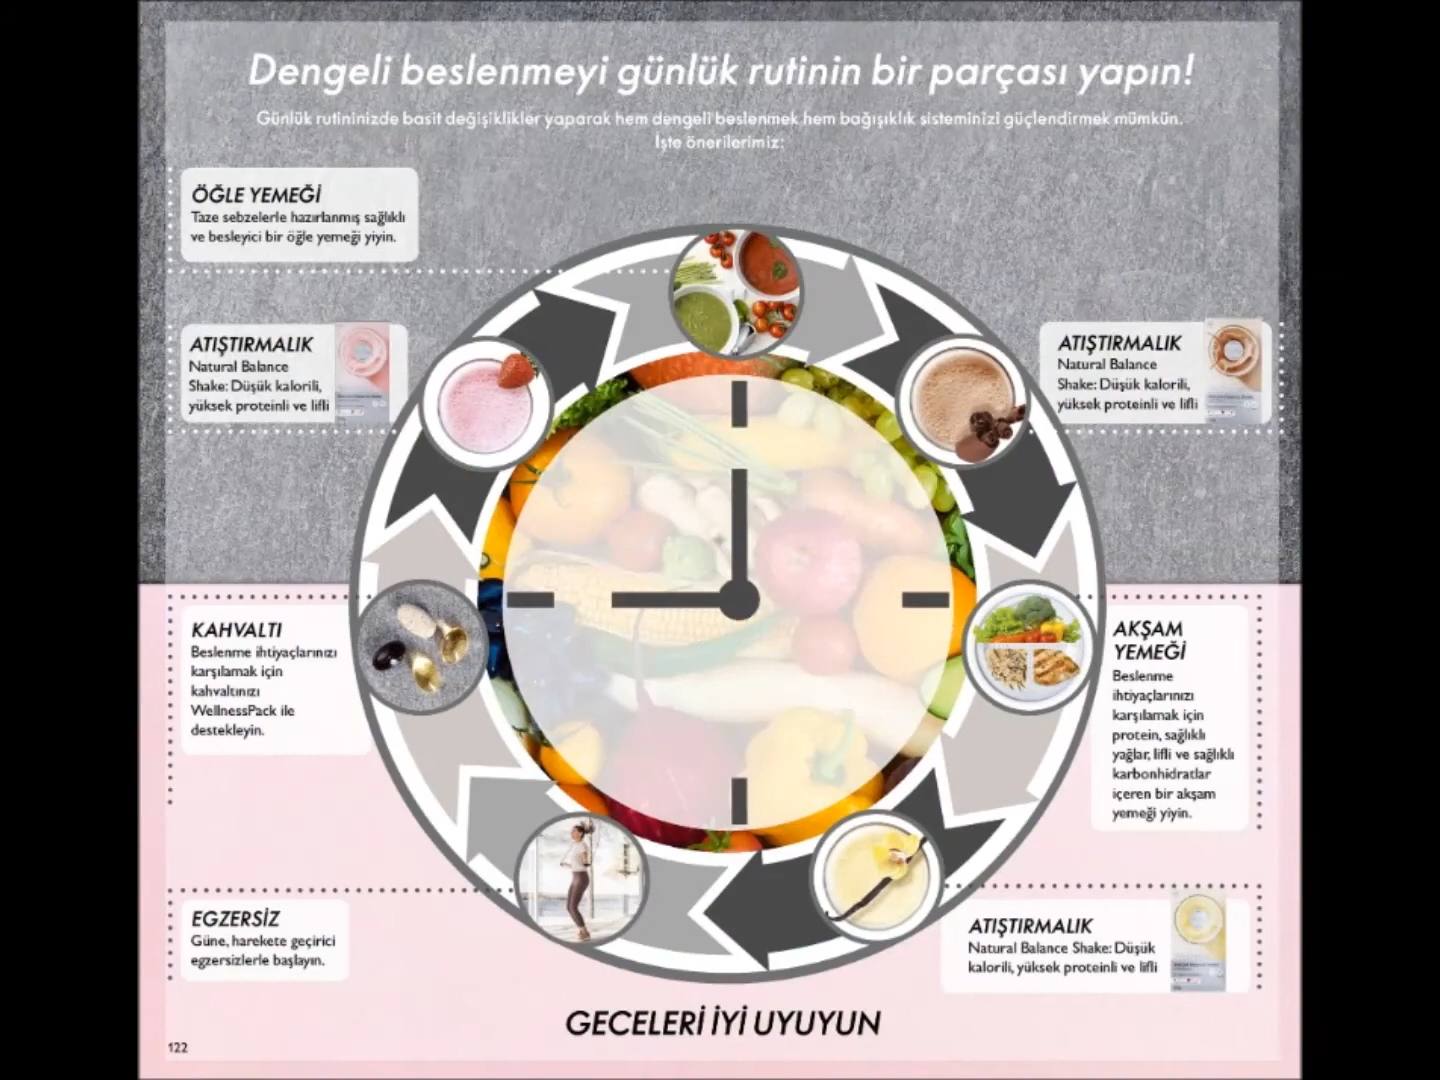 Dengeli beslenmeyi günlük rutinin bir parçası yapın!
Günlük rutininizde basit değişiklikler yaparak hem dengeli beslenmek hem bağışıklık sisteminizi güçlendirmek mümkün.
İşte önerilerimiz:
ÖĞLE YEMEĞİ
Taze sebzelerle hazırlanmış sağlıklı
ve besleyici bir öğle yemeği yiyin.
ATIŞTIRMALIK
Natural Balance
Shake: Düşük kalorili,
yüksek proteinli ve lifli
ATIŞTIRMALIK
Natural Balance
Shake: Düşük kalorili,
yüksek proteinli ve lifli
KAHVALTI
Beslenme ihtiyaçlarınızı
karşılamak için
kahvaltınızı
WellnessPack ile
destekleyin.
AKŞAM
YEMEĞİ
Beslenme
ihtiyaçlarınızı
karşılamak için
protein, sağlıklı
yağlar, lifli ve sağlıklı
karbonhidratlar
içeren bir akşam
yemeği yiyin.
EGZERSİZ
Güne, harekete geçirici
egzersizlerle başlayın.
ATIŞTIRMALIK
Natural Balance Shake: Düşük
kalorili, yüksek proteinli ve lifli
GECELERİ İYİ UYUYUN
122